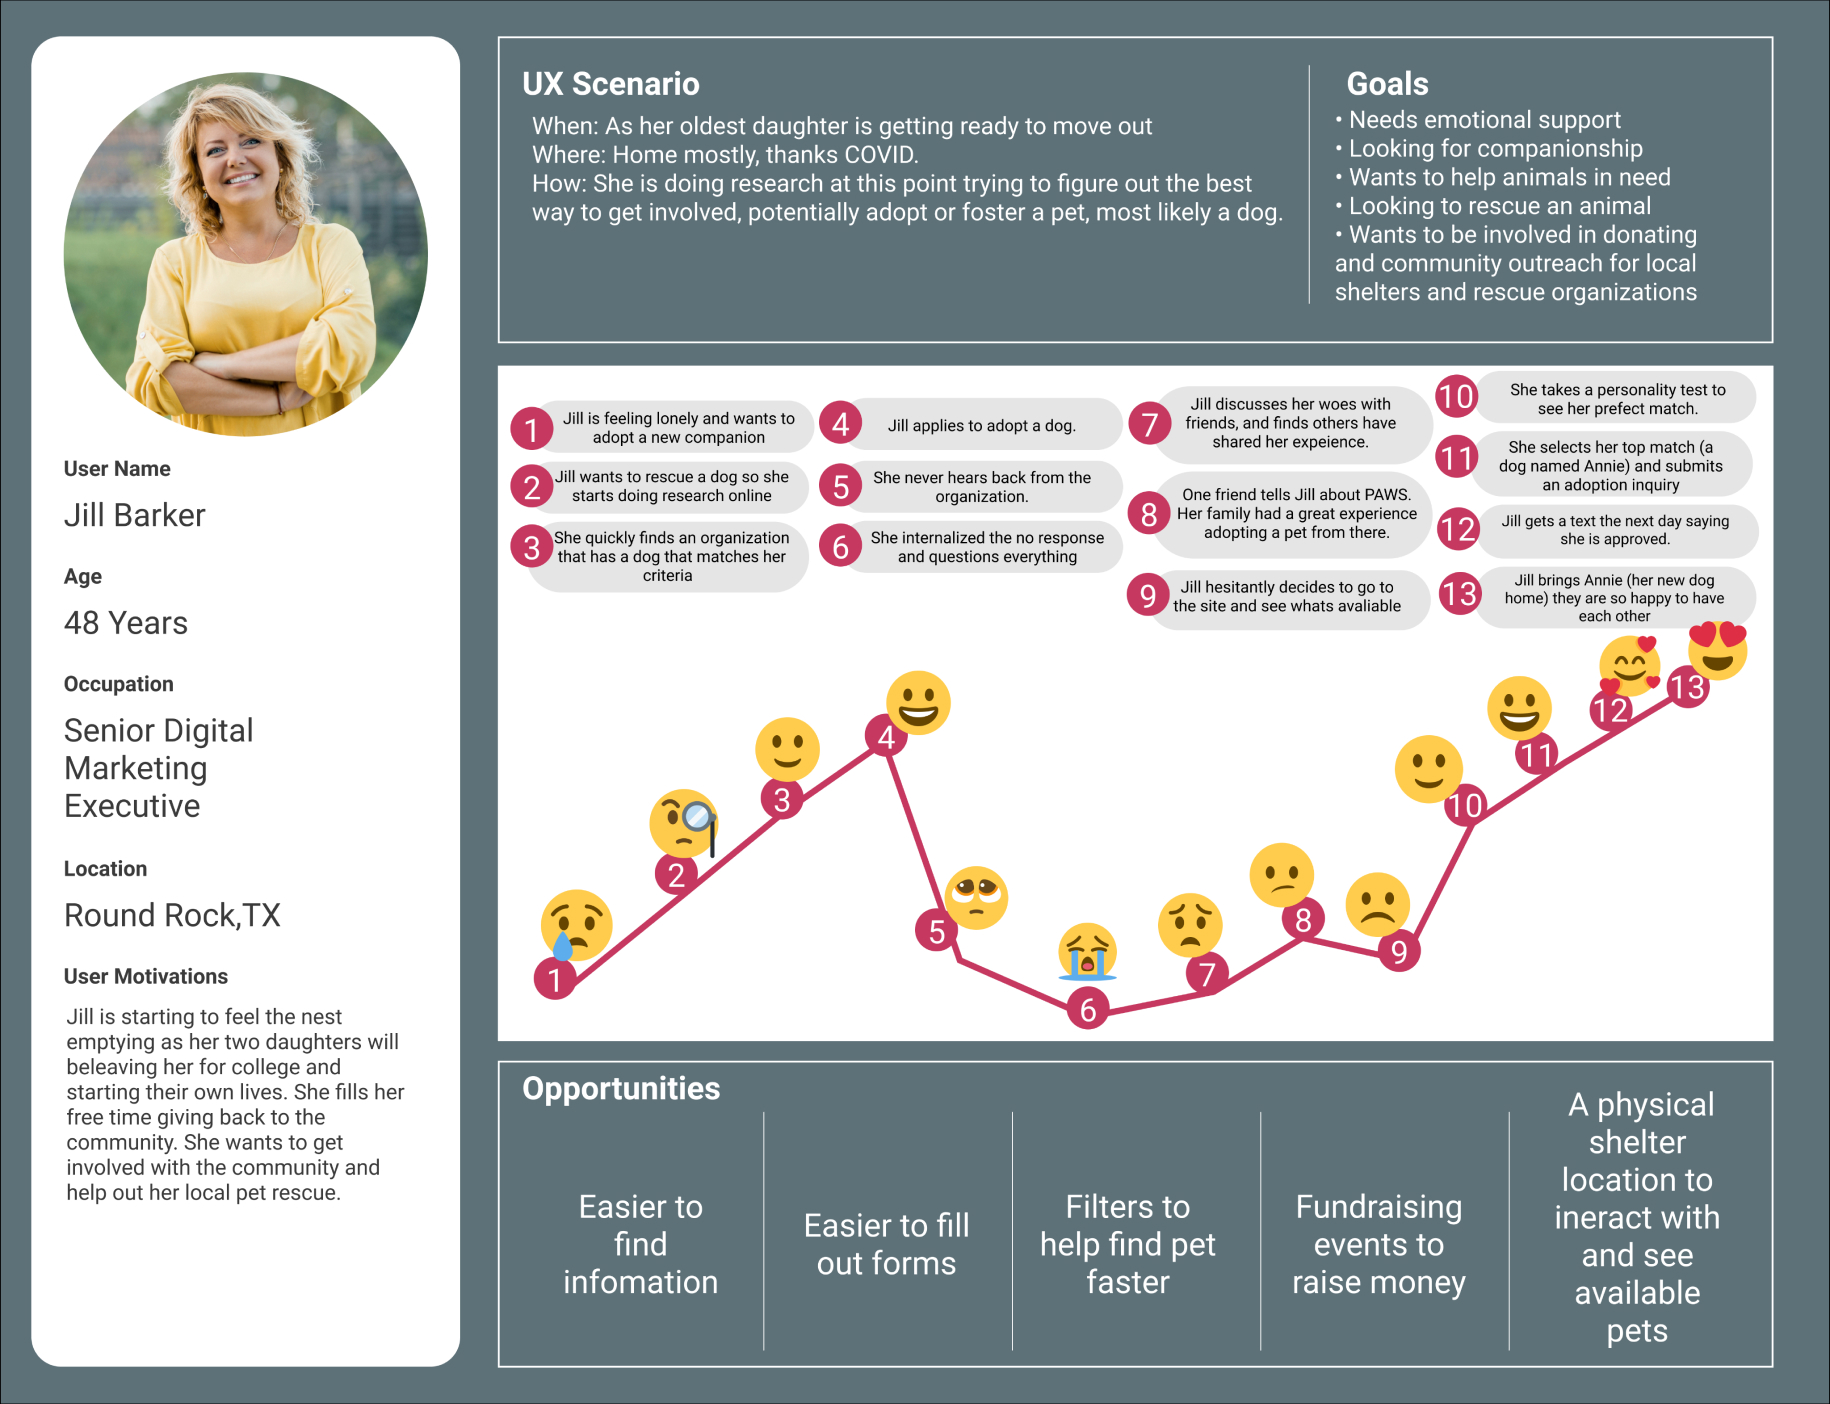 User Name
Jill Barker
Age
48 Years
Occupation
Senior Digital
Marketing
Executive
Location
Round Rock,TX
User Motivations
Jill is starting to feel the nest
emptying as her two daughters will
beleaving her for college and
starting their own lives. She fills her
free time giving back to the
community. She wants to get
involved with the community and
help out her local pet rescue.
UX Scenario
When: As her oldest daughter is getting ready to move out
Where: Home mostly, thanks COVID.
How: She is doing research at this point trying to figure out the best
way to get involved, potentially adopt or foster a pet, most likely a dog.
Goals
• Needs emotional support
• Looking for companionship
• Wants to help animals in need
• Looking to rescue an animal
• Wants to be involved in donating
and community outreach for local
shelters and rescue organizations
1
Jill is feeling lonely and wants to
adopt a new companion
2
Jill wants to rescue a dog so she
starts doing research online
3
She quickly finds an organization
that has a dog that matches her
criteria
4
Jill applies to adopt a dog.
5
She never hears back from the
organization.
6
She internalized the no response
and questions everything
7
Jill discusses her woes with
friends, and finds others have
shared her expeience.
8
One friend tells Jill about PAWS.
Her family had a great experience
adopting a pet from there.
9
Jill hesitantly decides to go to
the site and see whats avaliable
10
She takes a personality test to
see her prefect match.
11
She selects her top match (a
dog named Annie) and submits
an adoption inquiry
12
Jill gets a text the next day saying
she is approved.
13
Jill brings Annie (her new dog
home) they are so happy to have
each other
1
2
3
4
5
6
7
8
9
10
11
12
13
Opportunities
Easier to
find
infomation
Easier to fill
out forms
Filters to
help find pet
faster
Fundraising
events to
raise money
A physical
shelter
location to
ineract with
and see
available
pets